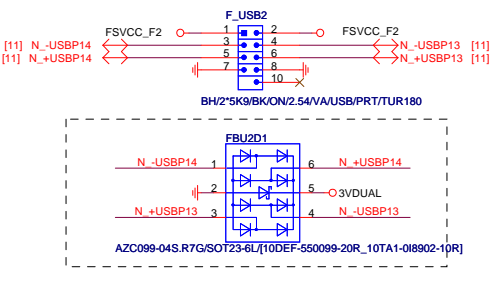 F_USB2
FSVCC_F2 1 2 FSVCC_F2
[11] N_-USBP14 3 4 N_-USBP13 [11]
[11] N_+USBP14 5 6 N_+USBP13 [11]
7 8
10
BH/2*5K9/BK/ON/2.54/VA/USB/PRT/TUR180
FBU2D1
N_-USBP14 1 6 N_+USBP14
2 5 3VDUAL
N_+USBP13 3 4 N_-USBP13
AZC099-04S.R7G/SOT23-6L/[10DEF-550099-20R_10TA1-0I8902-10R]